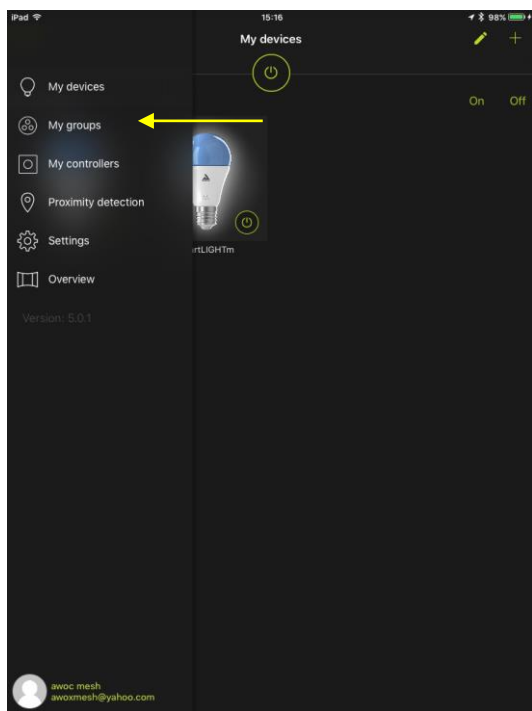 iPad 15:16 98%
My devices
My devices
On Off
My groups
My controllers
Proximity detection
Settings
rtLIGHTm
Overview
Version: 5.0.1
awoc mesh
awoxmesh@yahoo.com